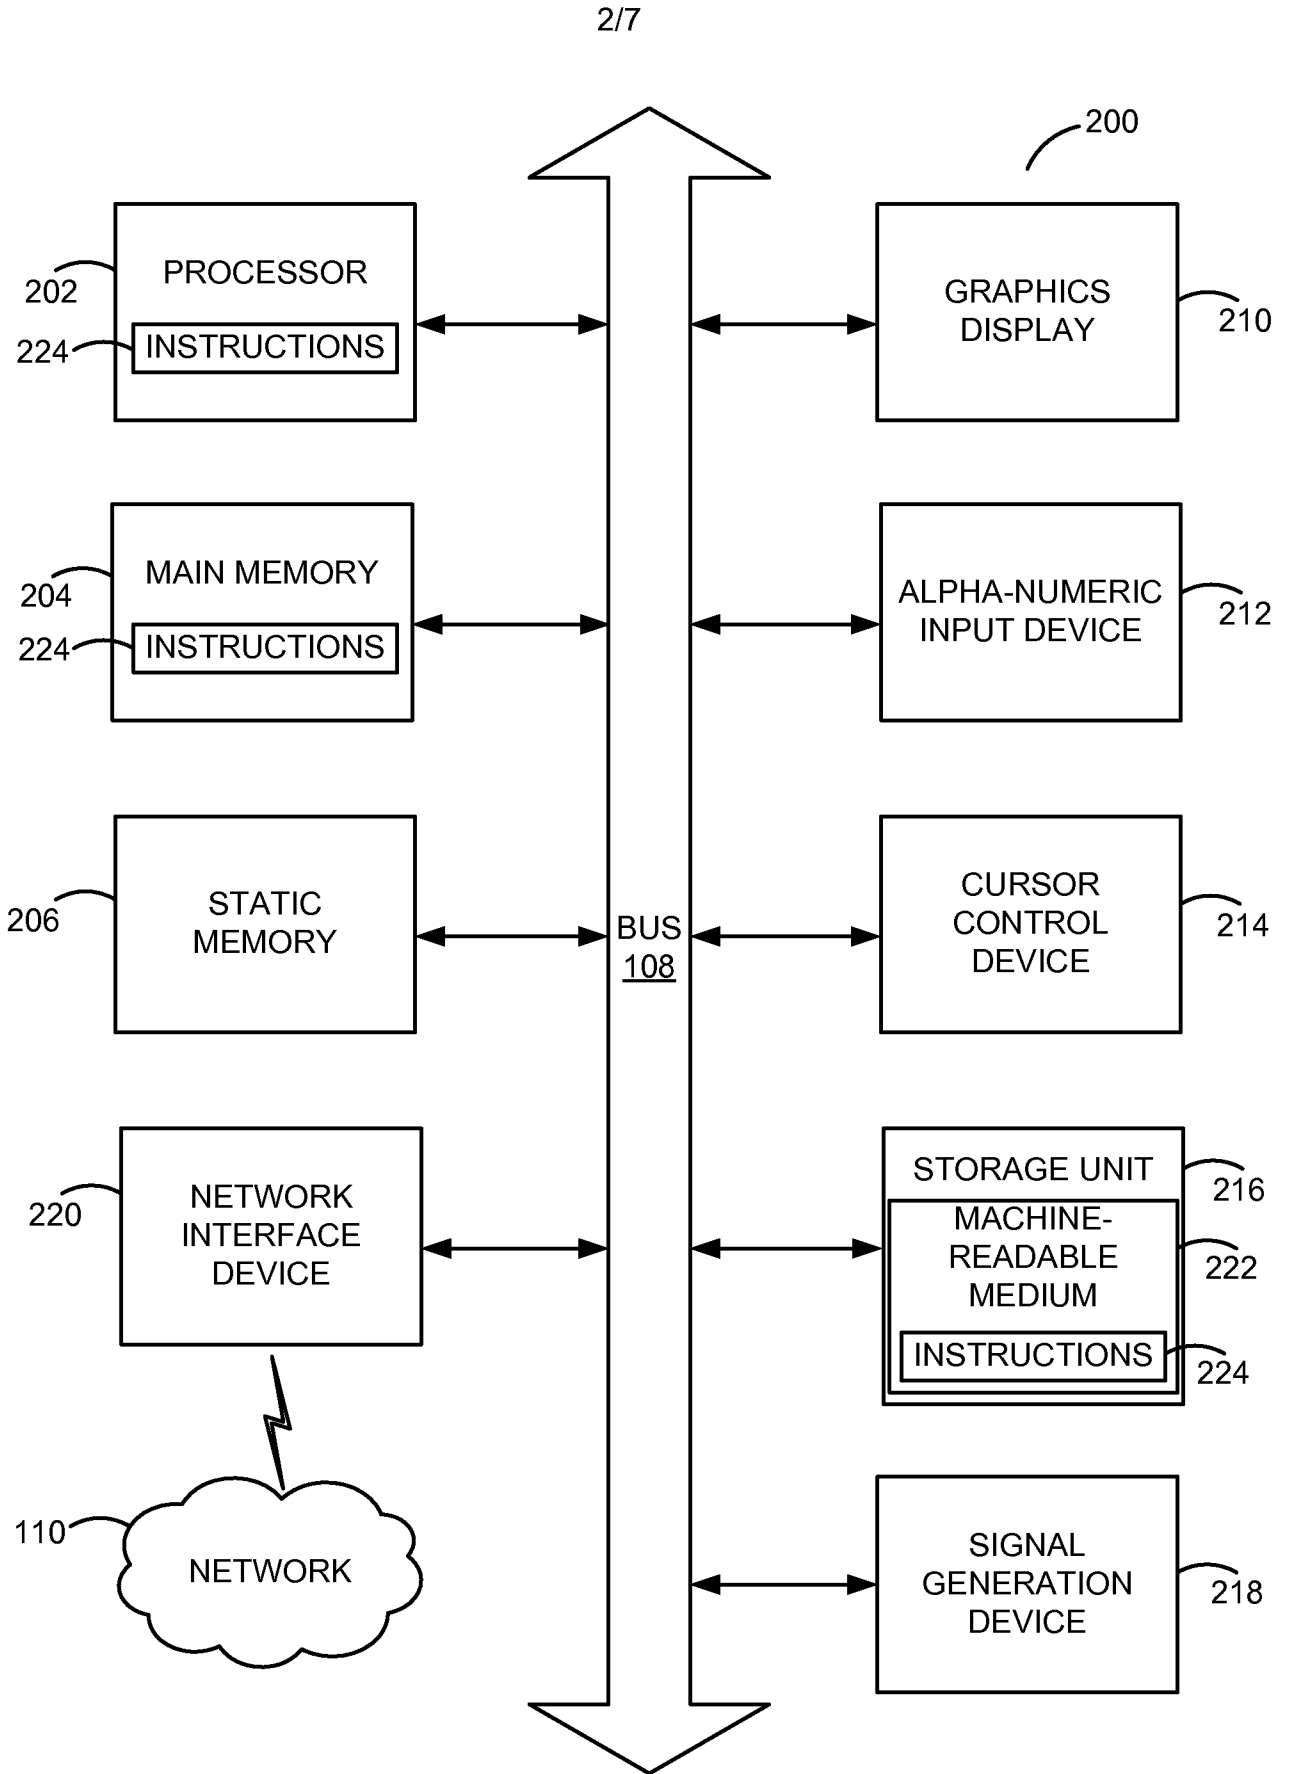 2/7
200
PROCESSOR
202
INSTRUCTIONS
224
GRAPHICS
DISPLAY
210
MAIN MEMORY
204
INSTRUCTIONS
224
ALPHA-NUMERIC
INPUT DEVICE
212
STATIC
MEMORY
206
BUS
108
CURSOR
CONTROL
DEVICE
214
NETWORK
INTERFACE
DEVICE
220
STORAGE UNIT
216
MACHINE-
READABLE
MEDIUM
222
INSTRUCTIONS
224
110
NETWORK
SIGNAL
GENERATION
DEVICE
218